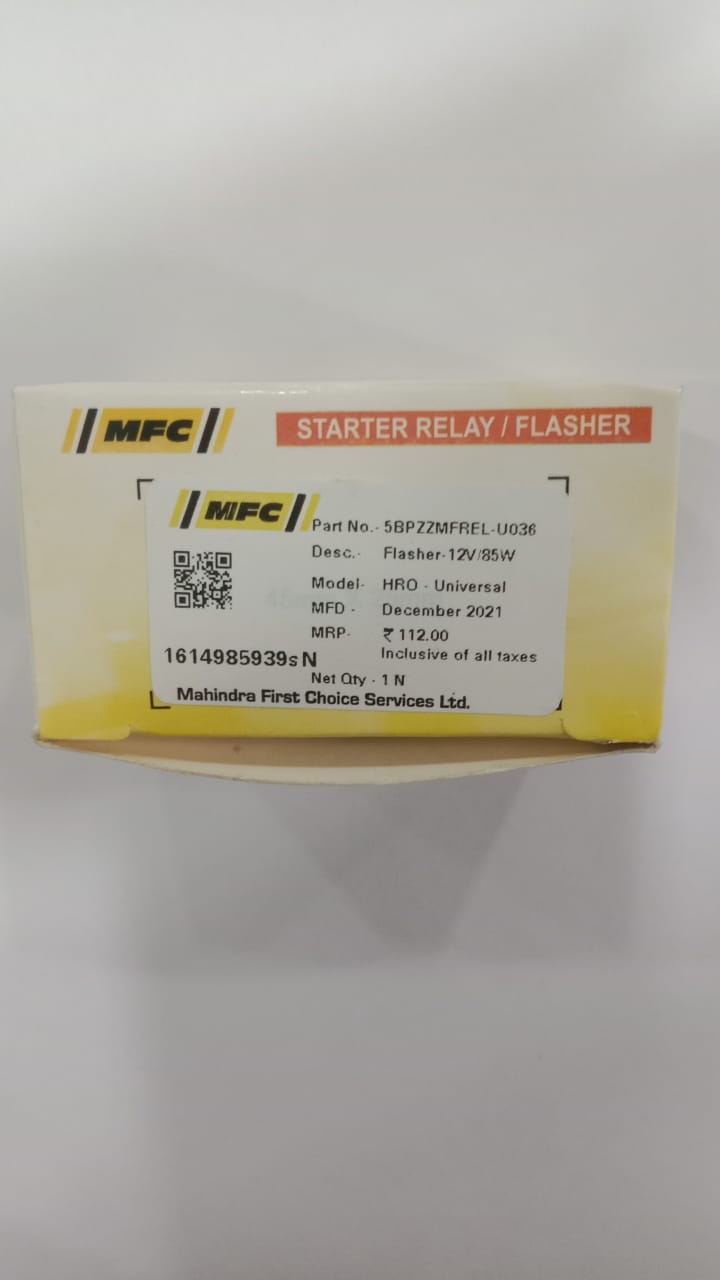 MFC
STARTER RELAY / FLASHER
MFC
Part No.- 5BPZZMFREL-U036
Desc.- Flasher-12V/85W
Model- HRO - Universal
MFD - December 2021
MRP- ₹ 112.00
Inclusive of all taxes
1614985939sN
Net Qty - 1 N
Mahindra First Choice Services Ltd.